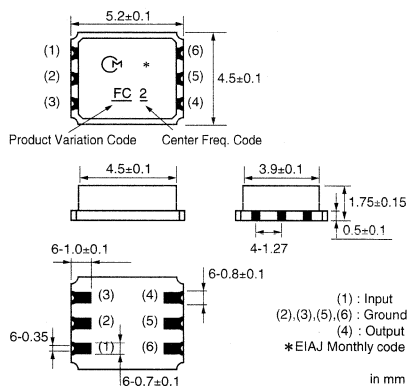 5.2±0.1
(1) (6)
(2) (5)
(3) (4)
M *
FC 2
4.5±0.1
Product Variation Code Center Freq. Code
4.5±0.1 3.9±0.1
1.75±0.15
0.5±0.1
4-1.27
6-1.0±0.1
6-0.8±0.1
(3) (4)
(2) (5)
(1) (6)
6-0.35
6-0.7±0.1
(1) : Input
(2),(3),(5),(6) : Ground
(4) : Output
*EIAJ Monthly code
in mm